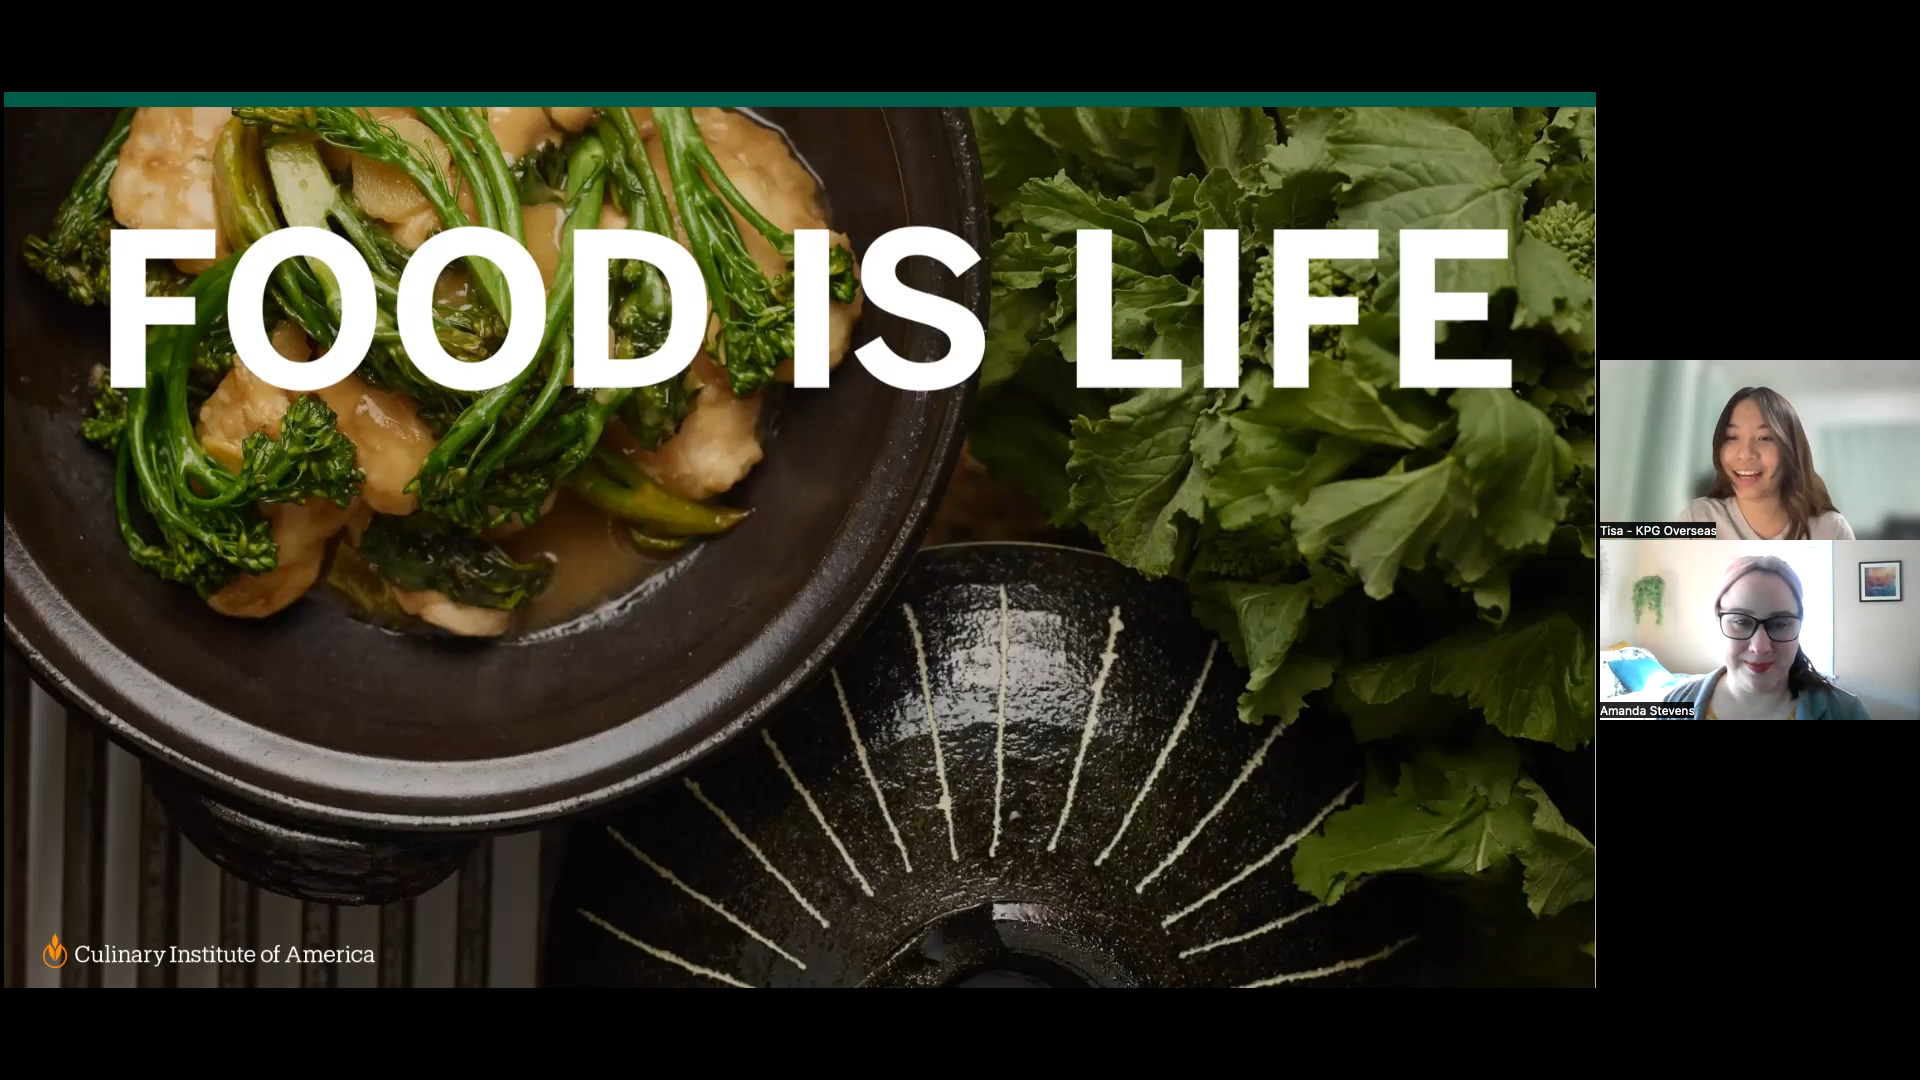 FOOD IS LIFE
Culinary Institute of America
Tisa - KPG Overseas
Amanda Stevens